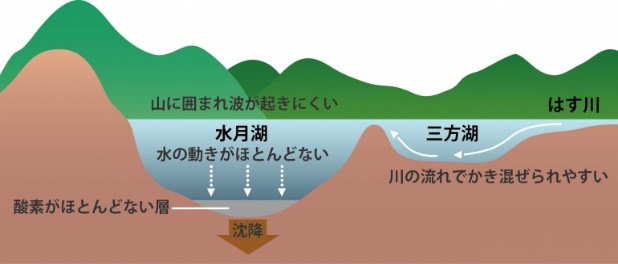 山に囲まれ波が起きにくい
はす川
水月湖
三方湖
水の動きがほとんどない
川の流れでかき混ぜられやすい
酸素がほとんどない層
沈降